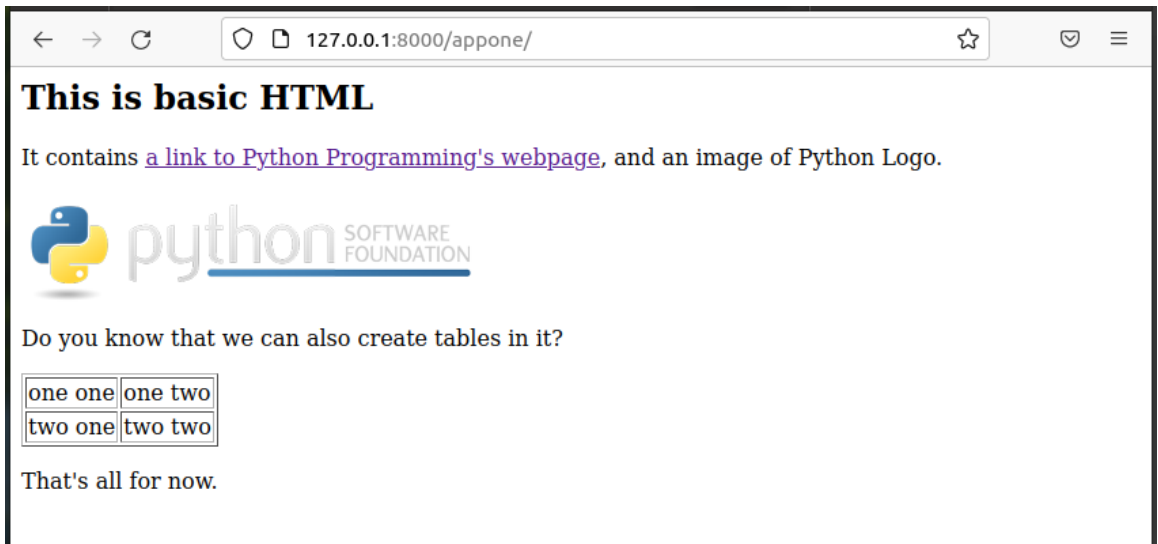 127.0.0.1:8000/appone/
This is basic HTML
It contains a link to Python Programming's webpage, and an image of Python Logo.
python SOFTWARE
FOUNDATION
Do you know that we can also create tables in it?
one one one two
two one two two
That's all for now.